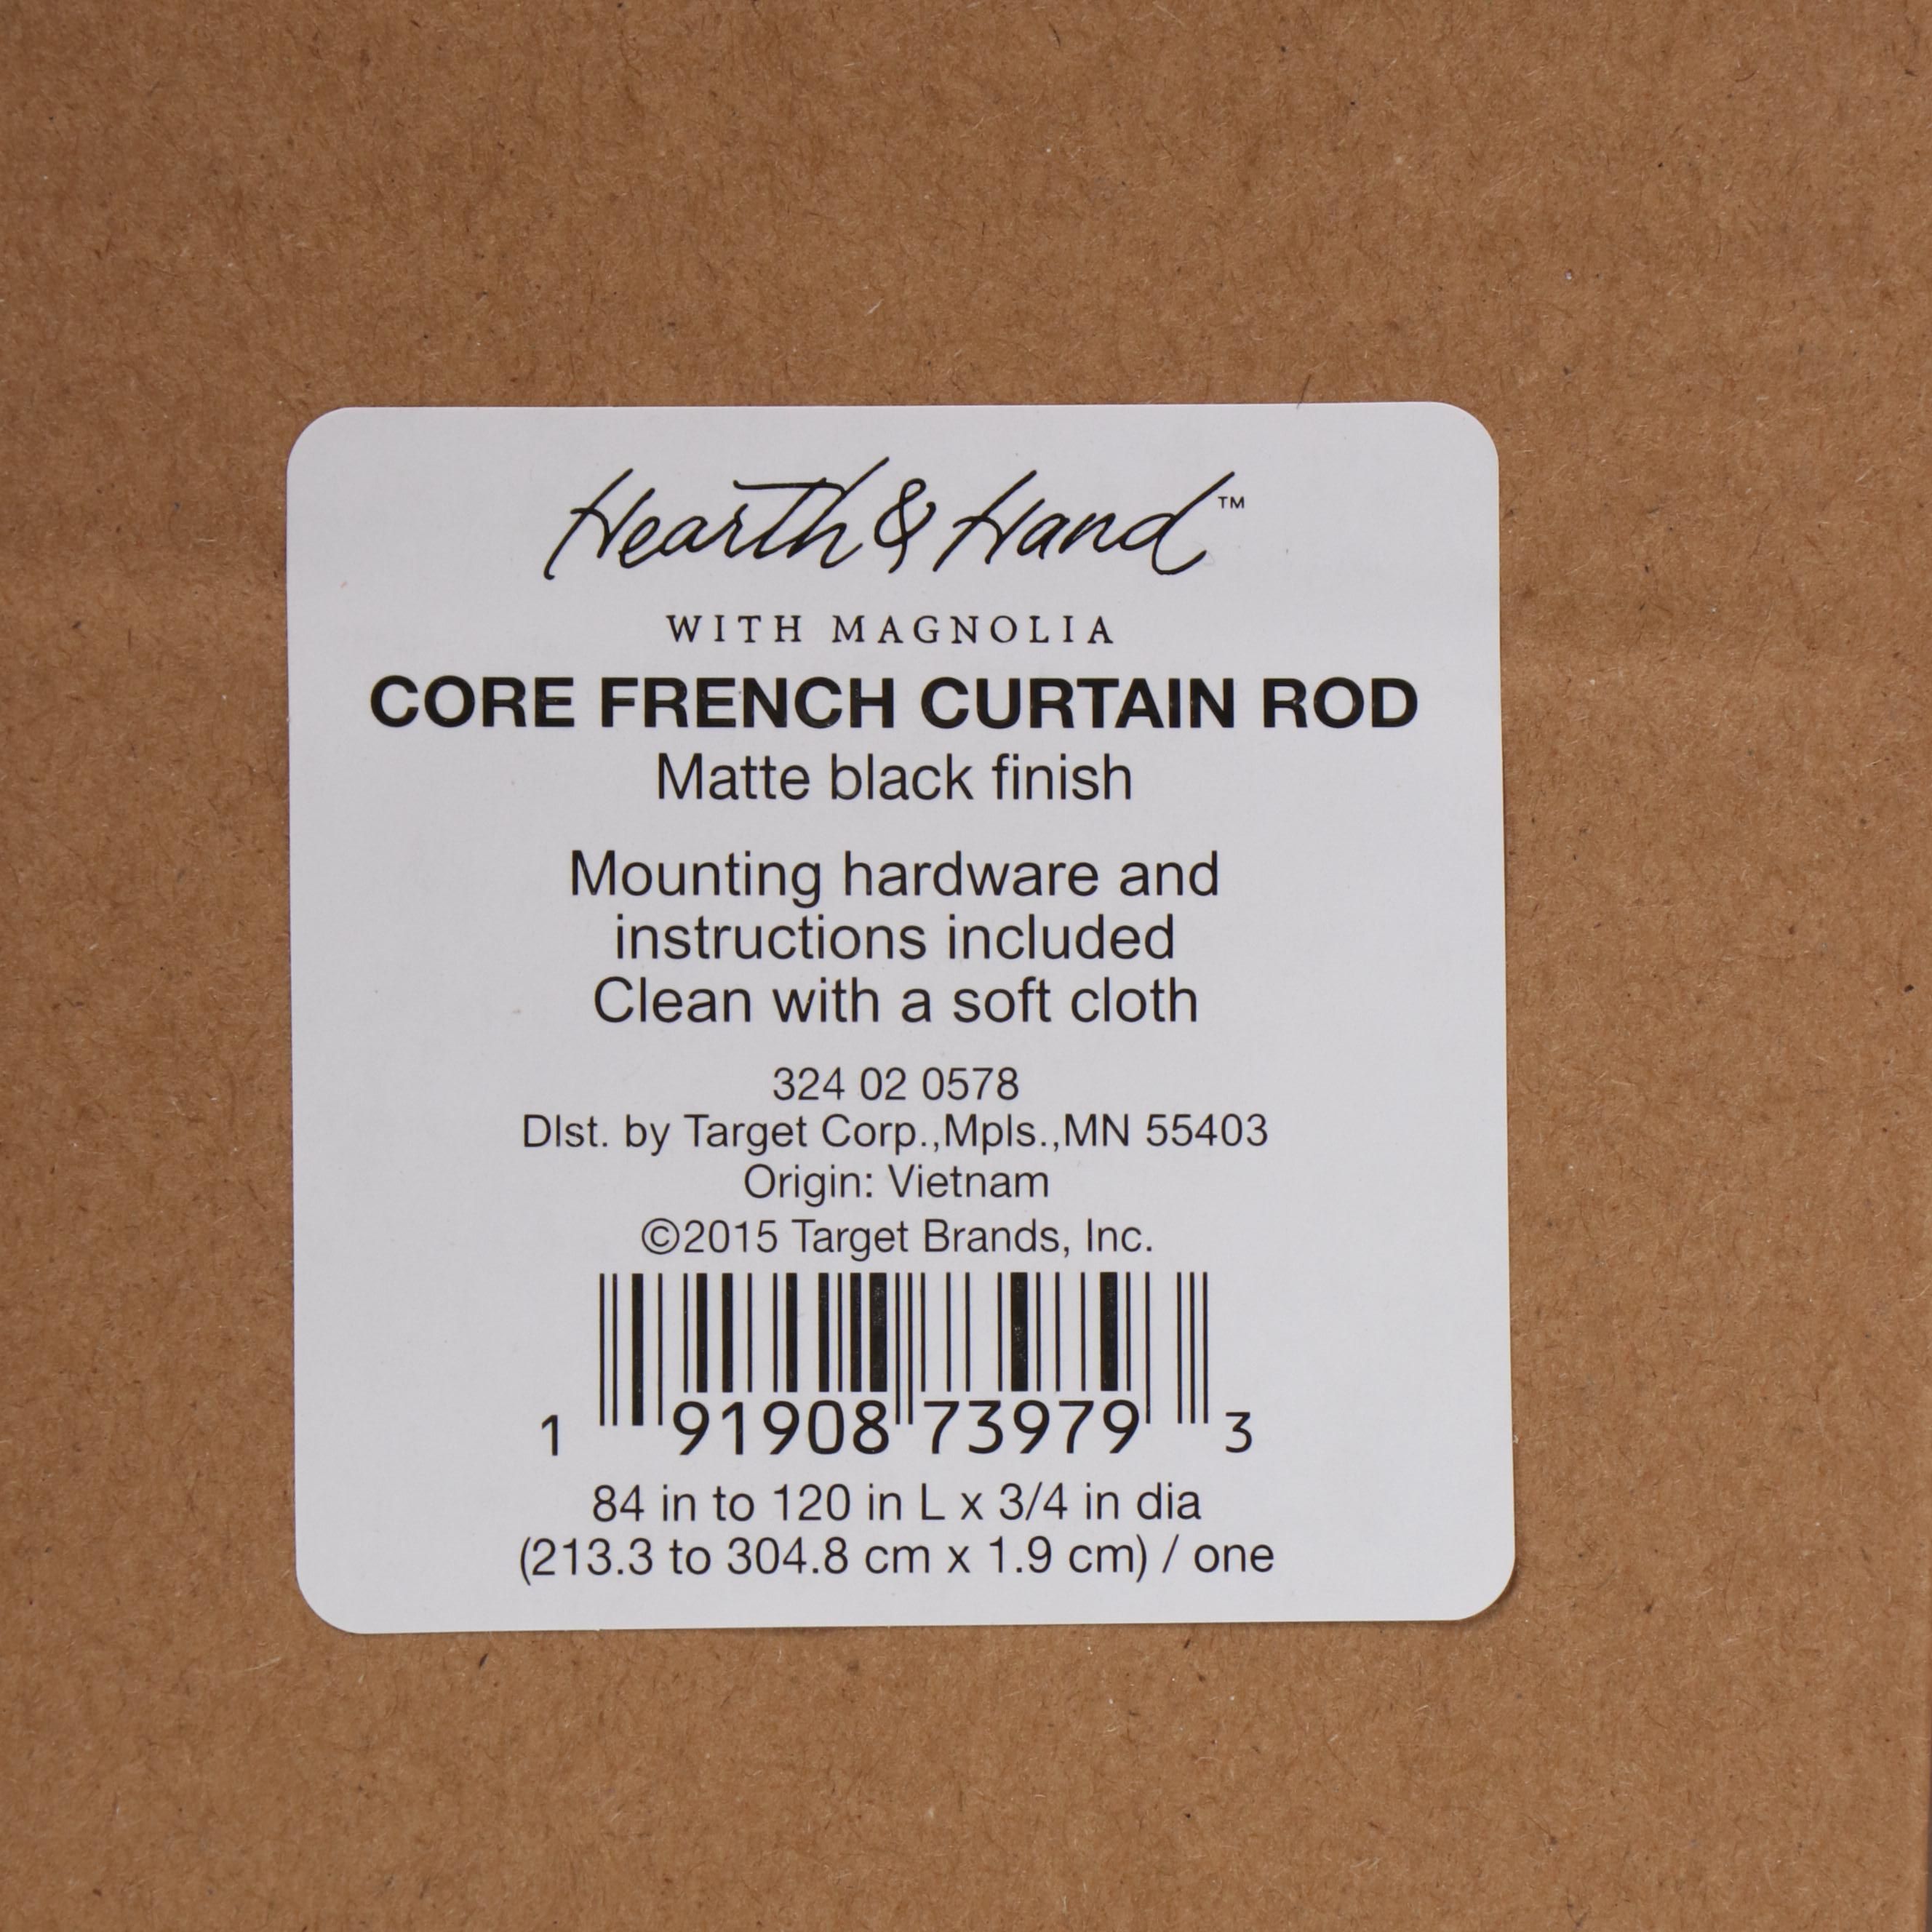 Hearth & Hand™
WITH MAGNOLIA
CORE FRENCH CURTAIN ROD
Matte black finish
Mounting hardware and
instructions included
Clean with a soft cloth
324 02 0578
DIst. by Target Corp.,Mpls.,MN 55403
Origin: Vietnam
©2015 Target Brands, Inc.
1 91908 73979 3
84 in to 120 in L x 3/4 in dia
(213.3 to 304.8 cm x 1.9 cm) / one